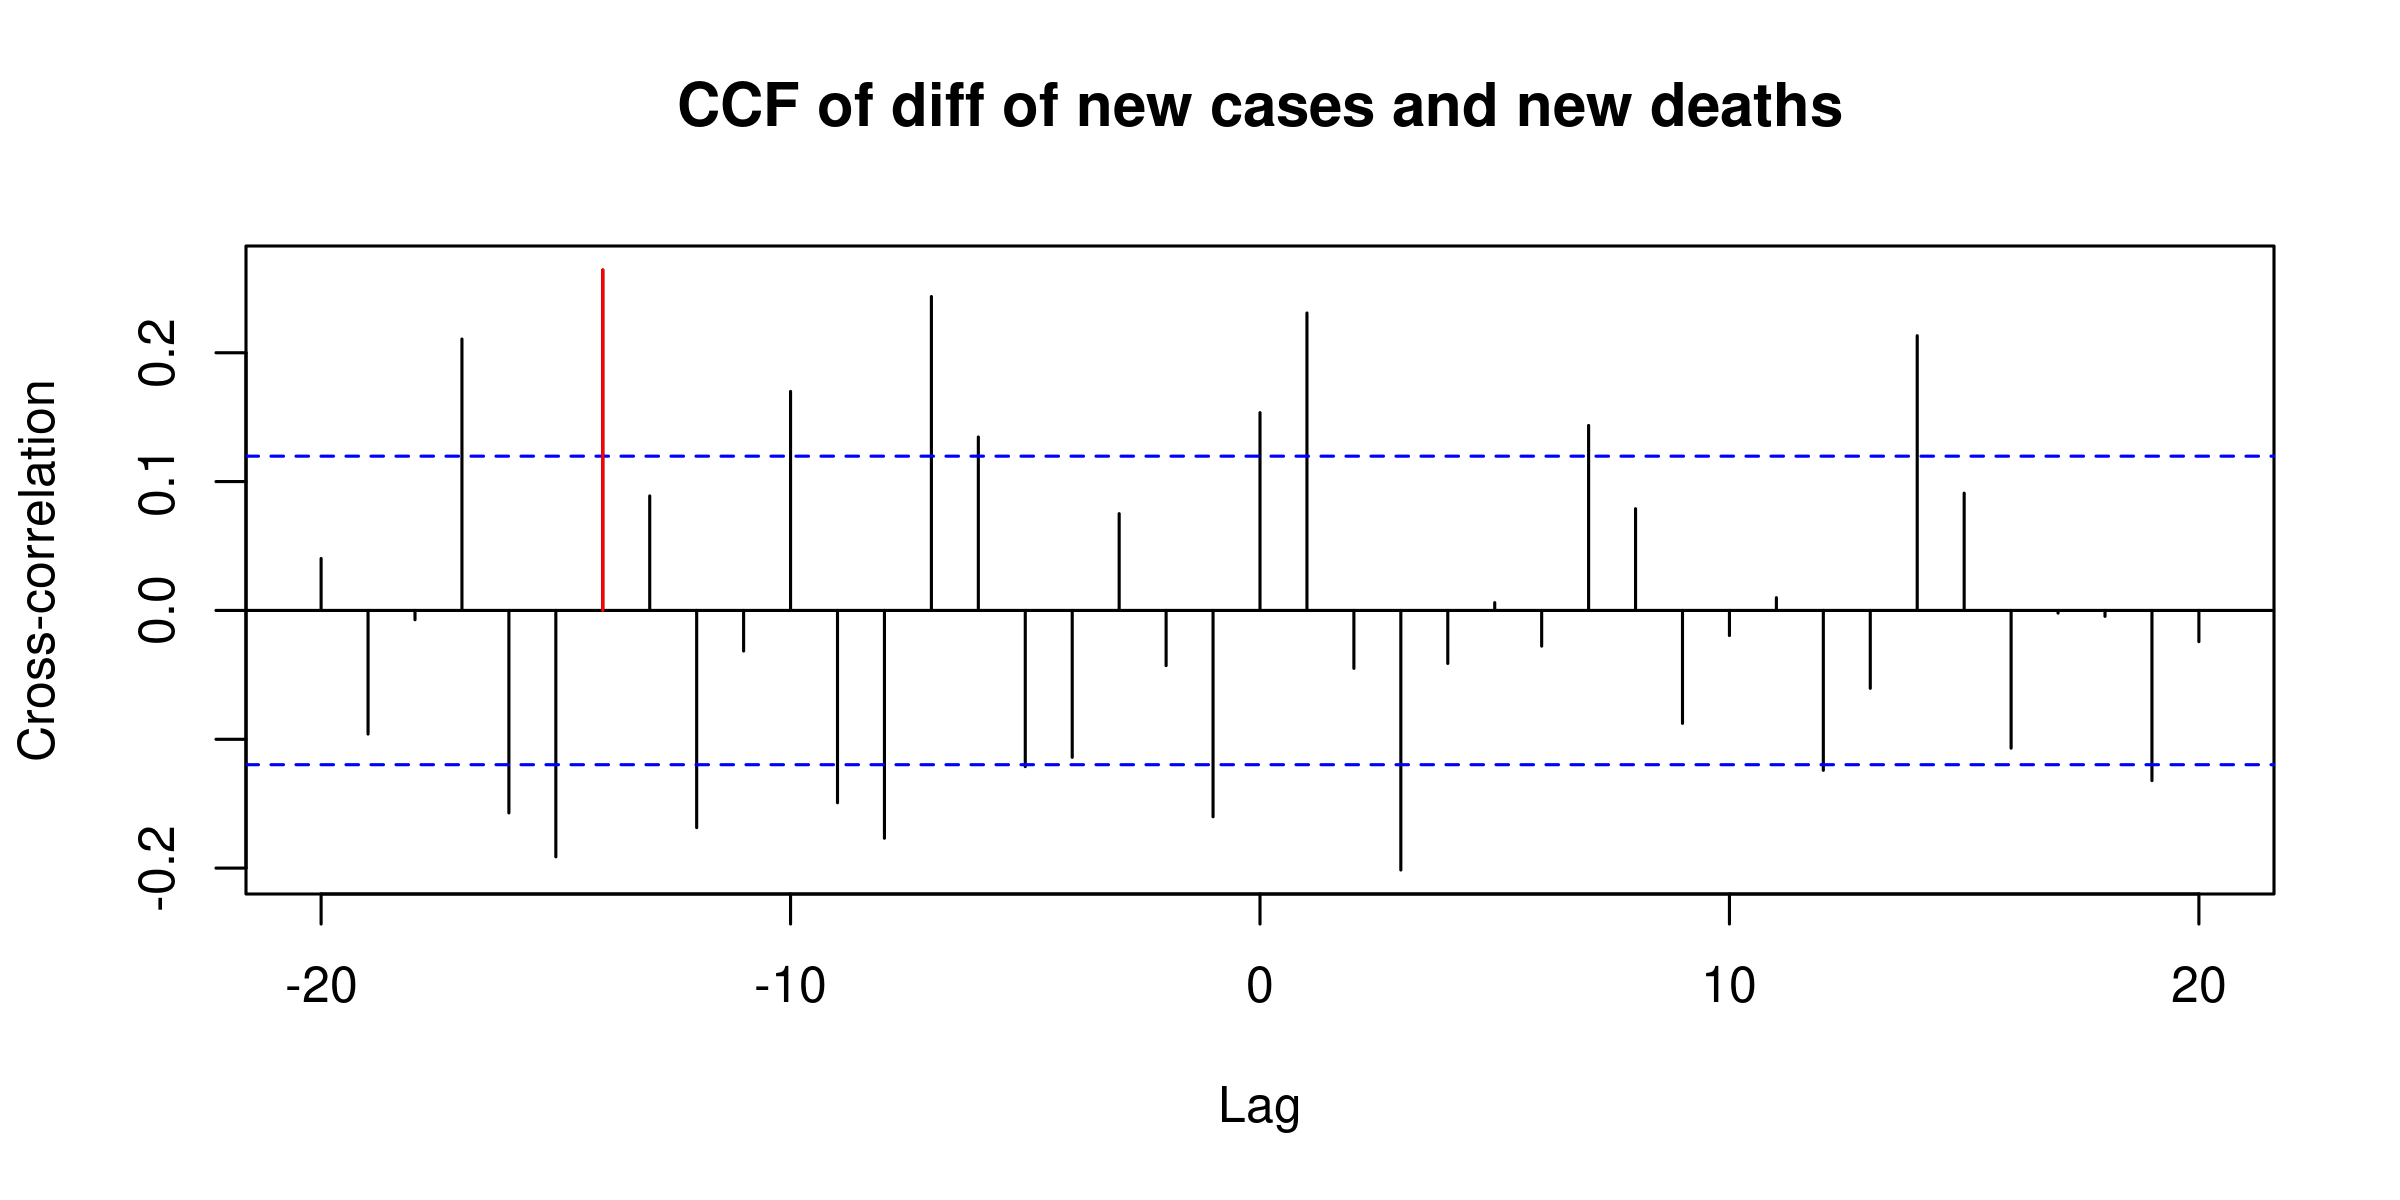 CCF of diff of new cases and new deaths
Cross-correlation
0.2
0.1
0.0
-0.2
-20 -10 0 10 20
Lag